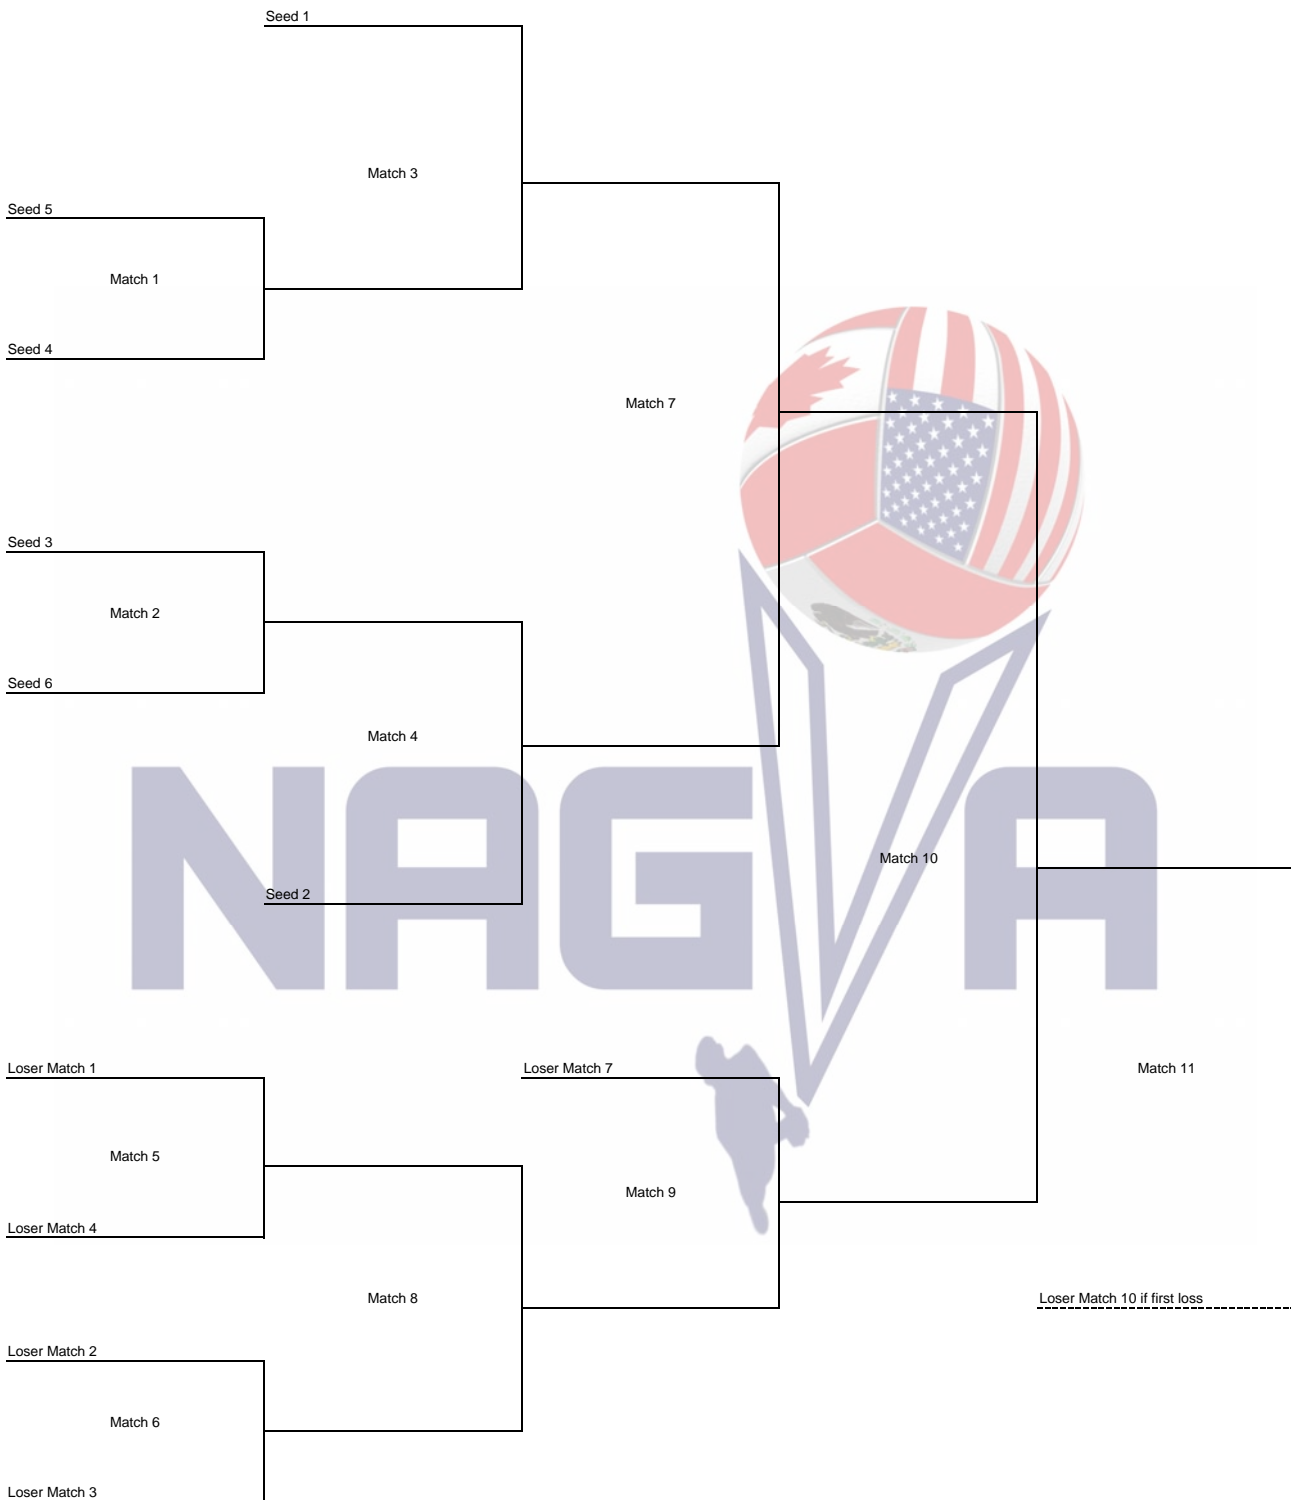 Seed 1
Match 3
Seed 5
Match 1
Seed 4
Match 7
Seed 3
Match 2
Seed 6
Match 4
NAGVA
Match 10
Seed 2
Loser Match 1
Loser Match 7
Match 11
Match 5
Match 9
Loser Match 4
Match 8
Loser Match 10 if first loss
Loser Match 2
Match 6
Loser Match 3